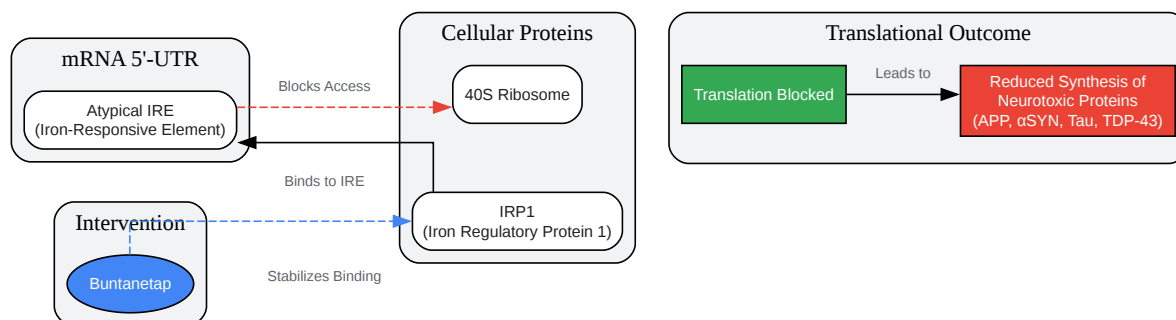 mRNA 5'-UTR
Atypical IRE
(Iron-Responsive Element)
Blocks Access
Cellular Proteins
40S Ribosome
Binds to IRE
IRP1
(Iron Regulatory Protein 1)
Intervention
Buntanetap
Stabilizes Binding
Translational Outcome
Translation Blocked
Leads to
Reduced Synthesis of
Neurotoxic Proteins
(APP, αSYN, Tau, TDP-43)